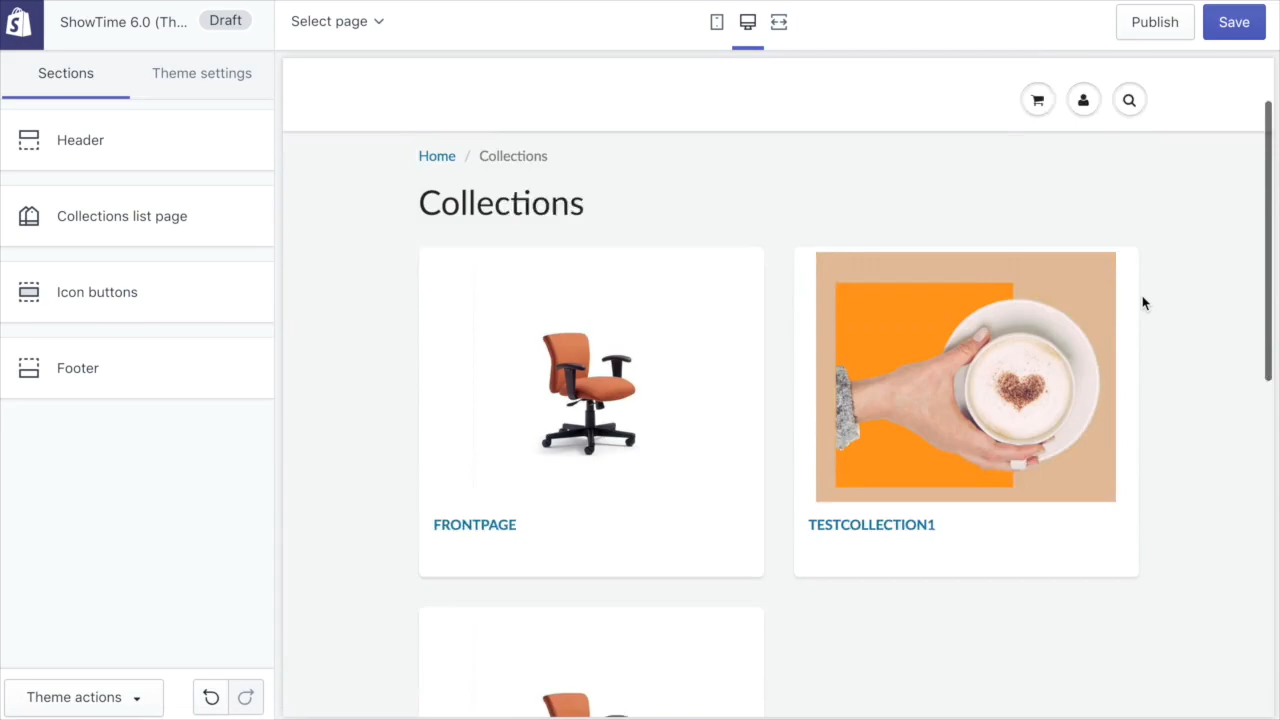 ShowTime 6.0 (Th...
Draft
Select page
Publish
Save
Sections
Theme settings
Header
Collections list page
Icon buttons
Footer
Home / Collections
Collections
FRONTPAGE
TESTCOLLECTION1
Theme actions